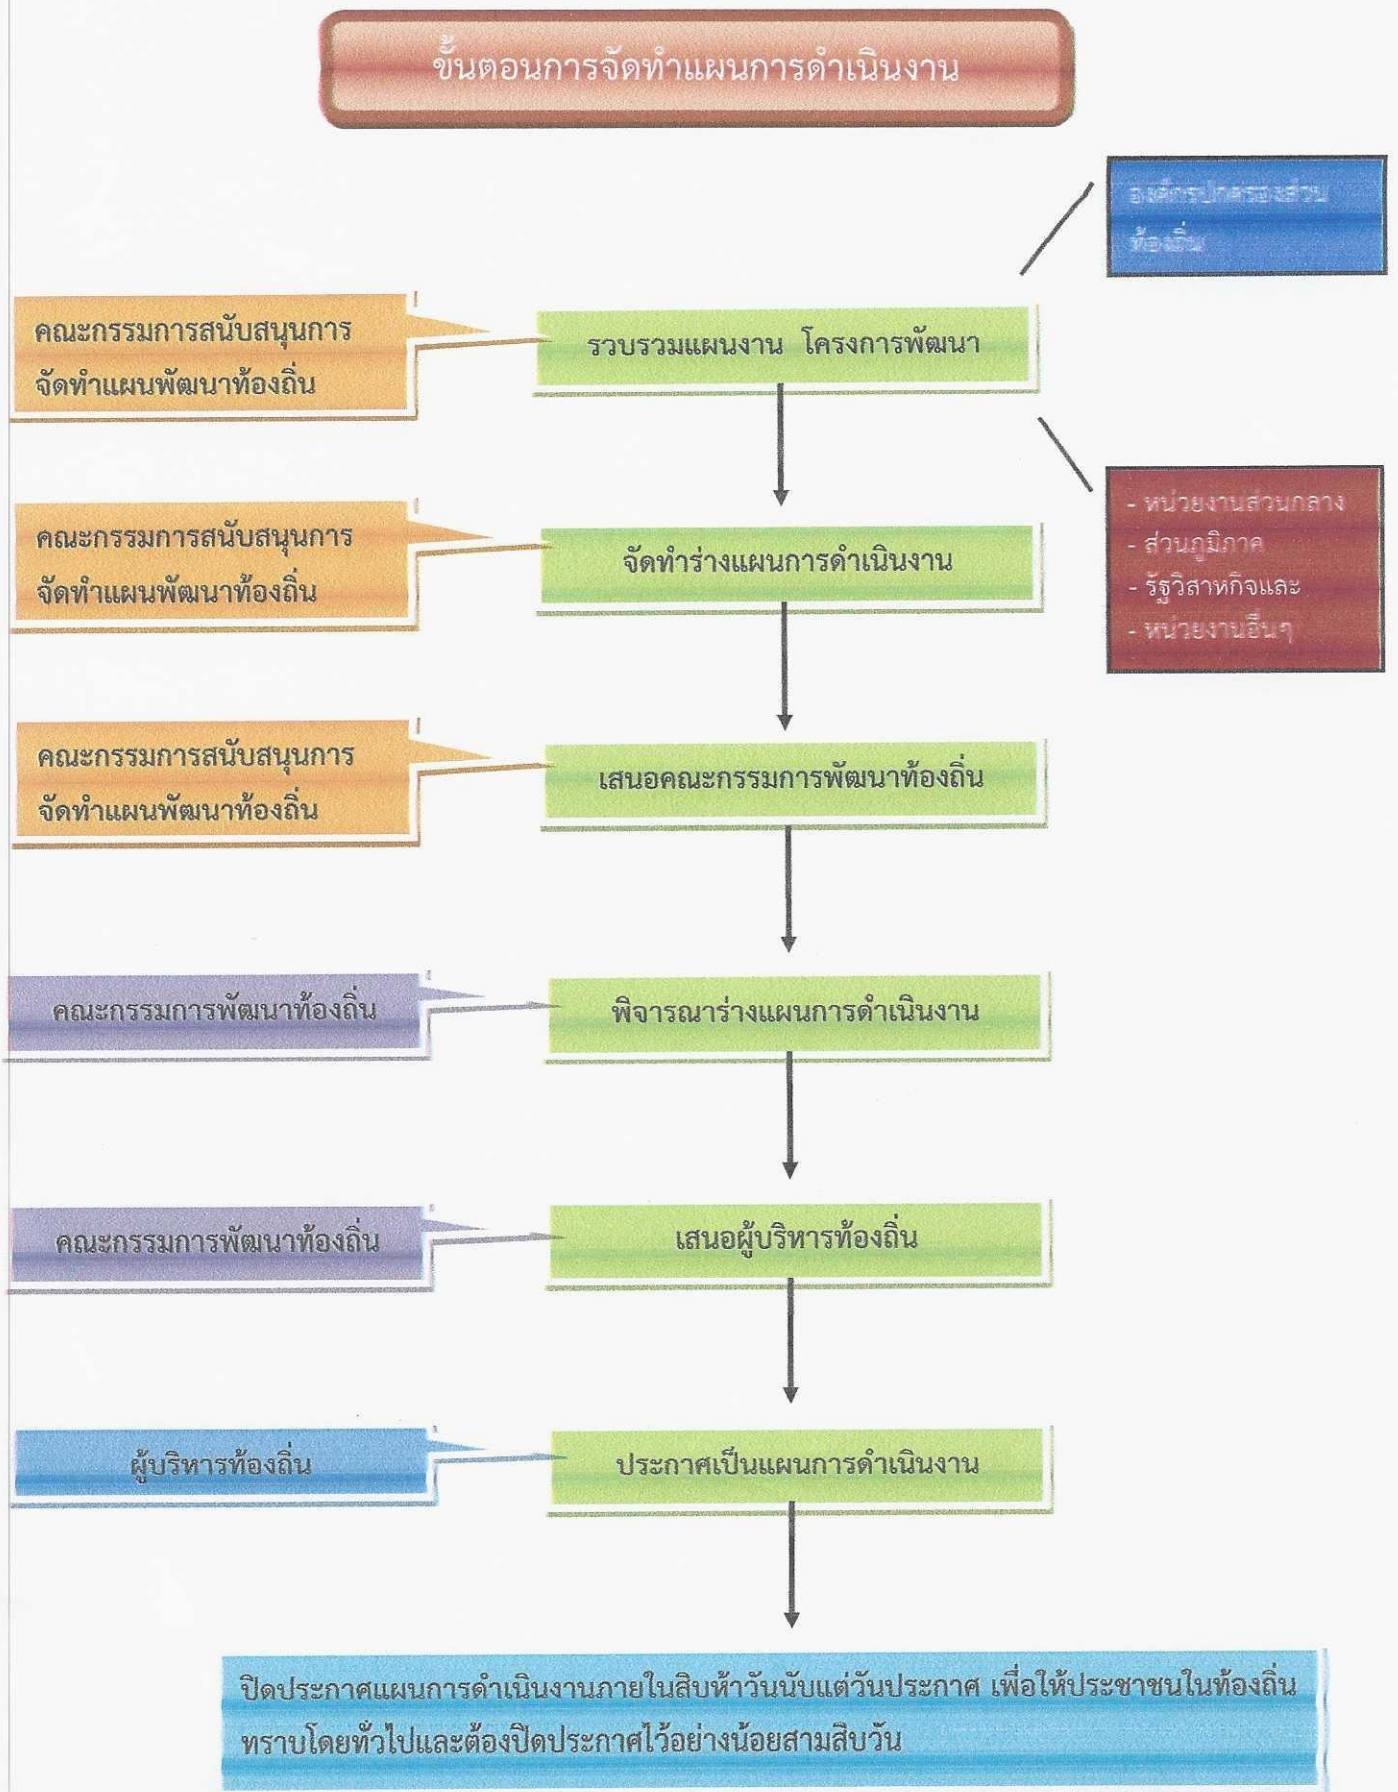 ขั้นตอนการจัดทำแผนการดำเนินงาน
องค์กรปกครองส่วน
ท้องถิ่น
คณะกรรมการสนับสนุนการ
จัดทำแผนพัฒนาท้องถิ่น
รวบรวมแผนงาน โครงการพัฒนา
- หน่วยงานส่วนกลาง
- ส่วนภูมิภาค
- รัฐวิสาหกิจและ
- หน่วยงานอื่นๆ
คณะกรรมการสนับสนุนการ
จัดทำแผนพัฒนาท้องถิ่น
จัดทำร่างแผนการดำเนินงาน
คณะกรรมการสนับสนุนการ
จัดทำแผนพัฒนาท้องถิ่น
เสนอคณะกรรมการพัฒนาท้องถิ่น
คณะกรรมการพัฒนาท้องถิ่น
พิจารณาร่างแผนการดำเนินงาน
คณะกรรมการพัฒนาท้องถิ่น
เสนอผู้บริหารท้องถิ่น
ผู้บริหารท้องถิ่น
ประกาศเป็นแผนการดำเนินงาน
ปิดประกาศแผนการดำเนินงานภายในสิบห้าวันนับแต่วันประกาศ เพื่อให้ประชาชนในท้องถิ่น
ทราบโดยทั่วไปและต้องปิดประกาศไว้อย่างน้อยสามสิบวัน